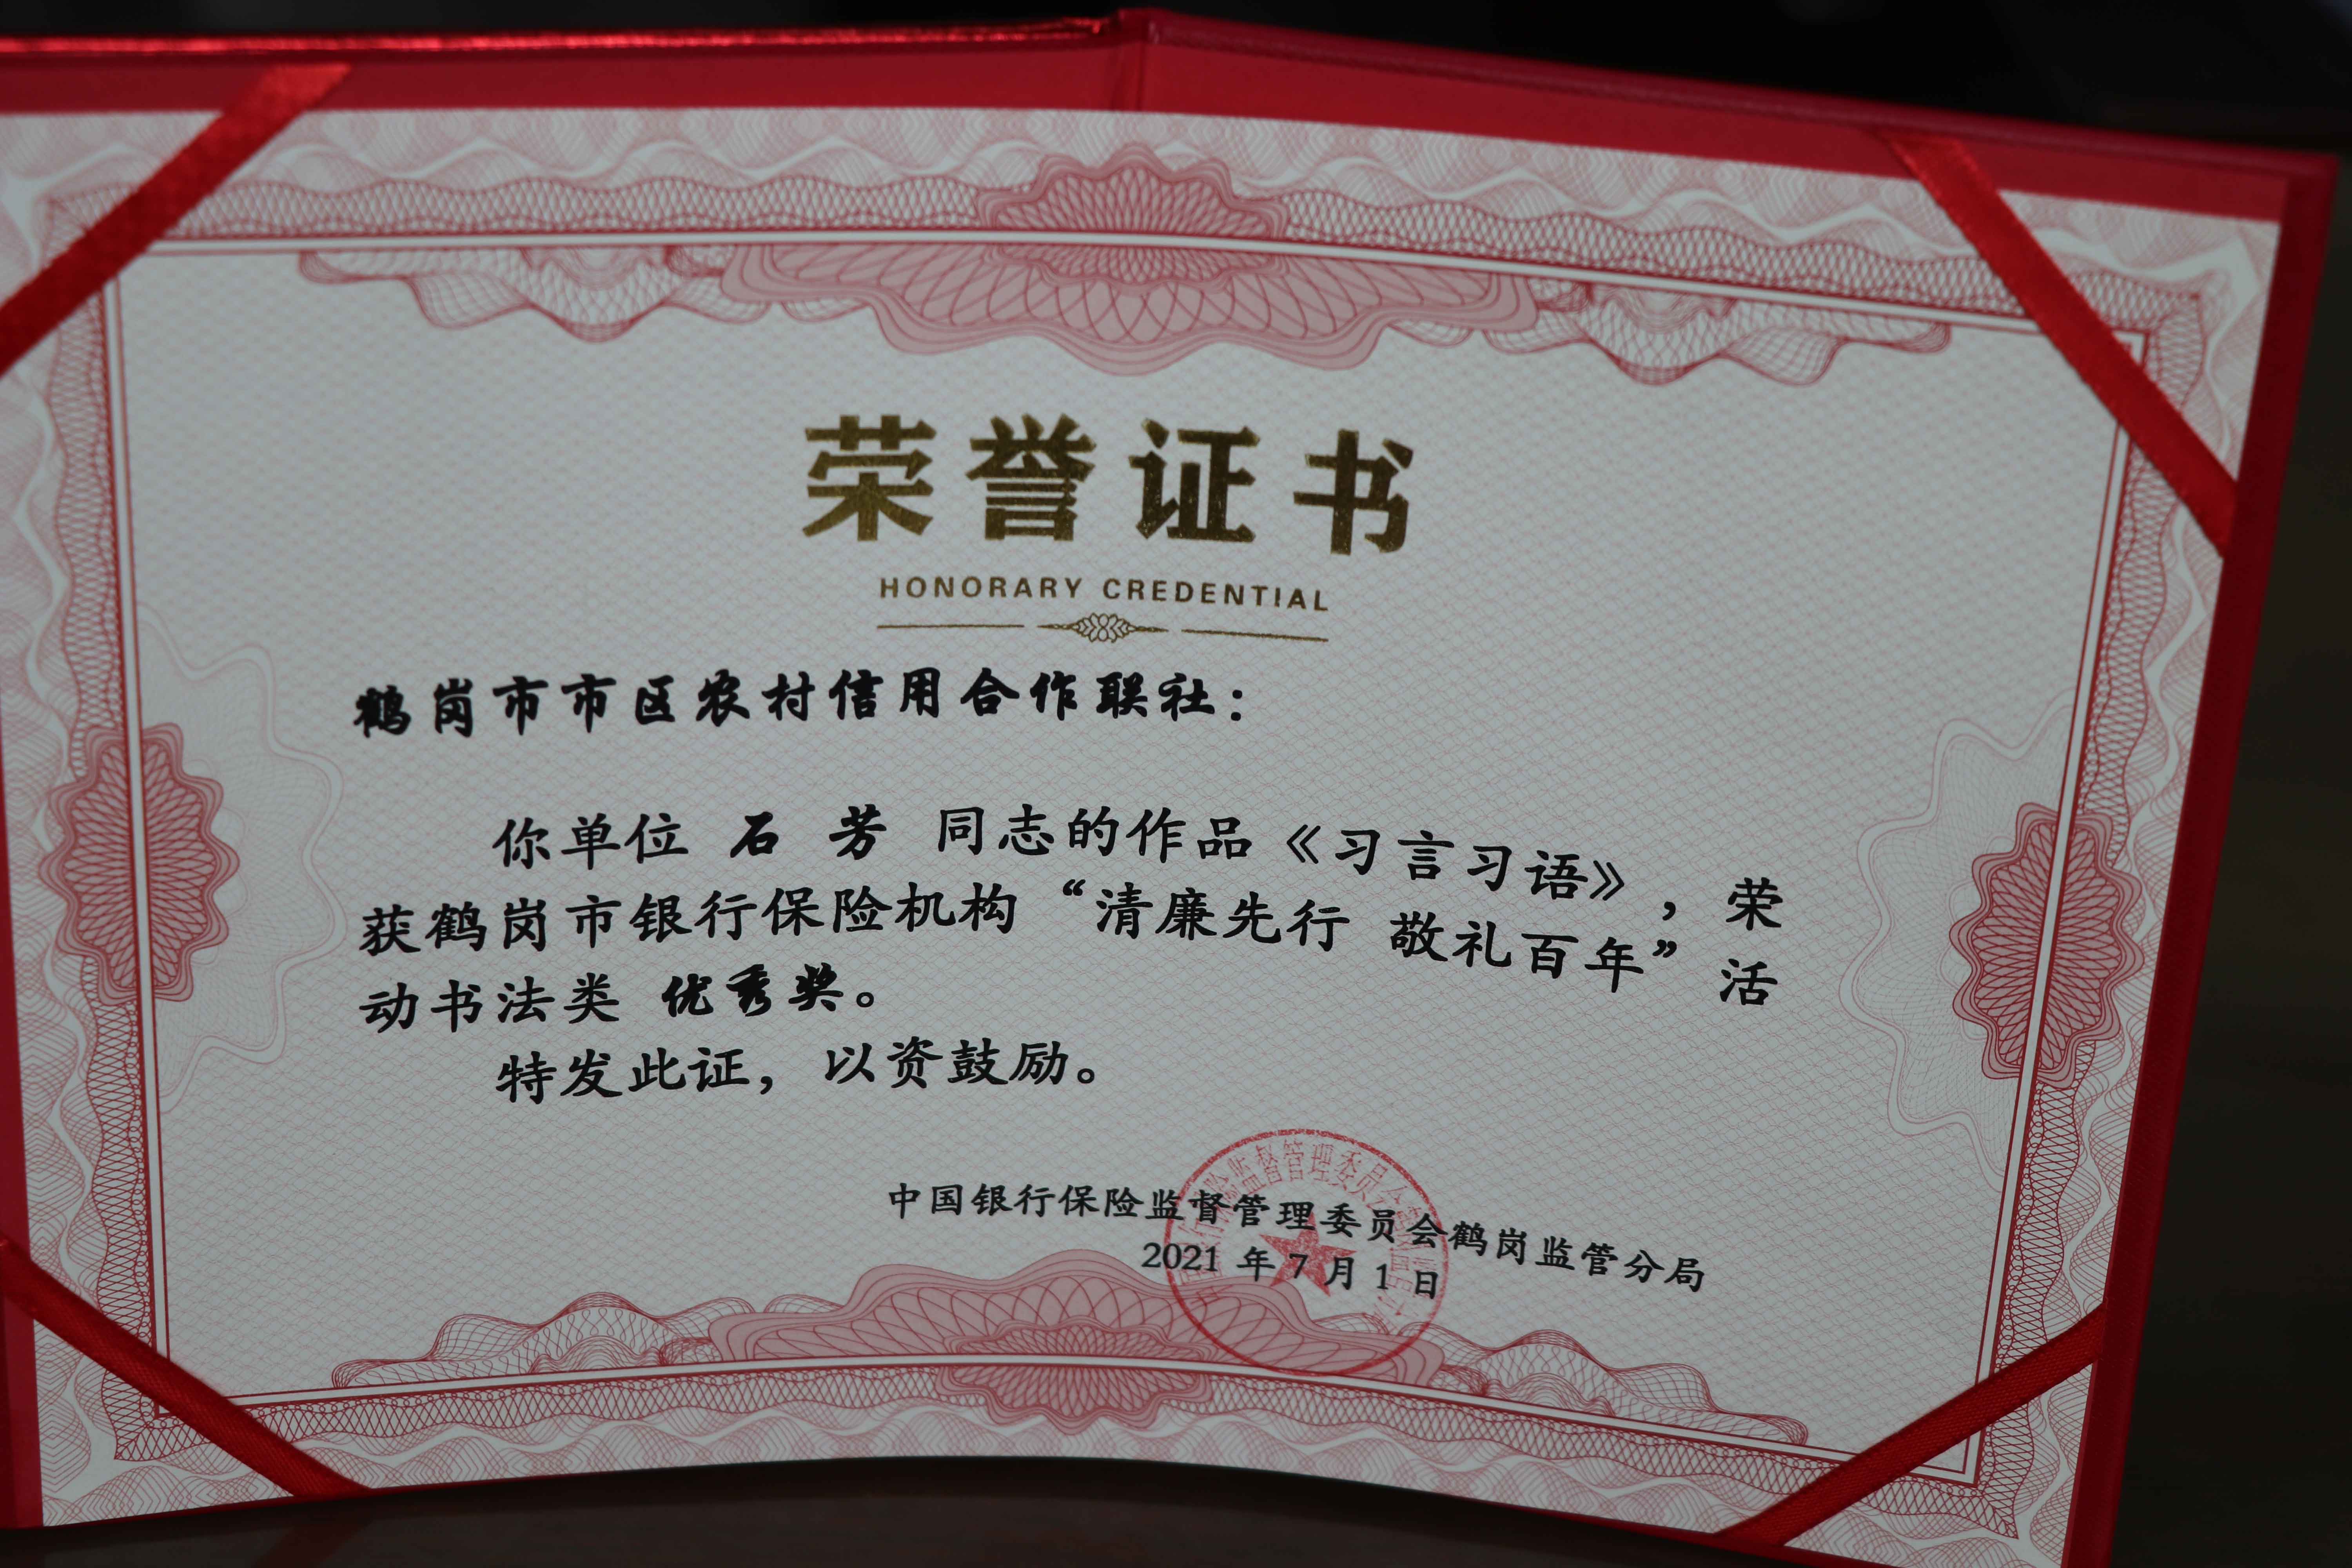 荣誉证书
HONORARY CREDENTIAL
鹤岗市市区农村信用合作联社：
你单位 石 芳 同志的作品《习言习语》，荣
获鹤岗市银行保险机构“清廉先行 敬礼百年”活
动书法类 优秀奖。
特发此证，以资鼓励。
中国银行保险监督管理委员会鹤岗监管分局
2021 年 7 月 1 日